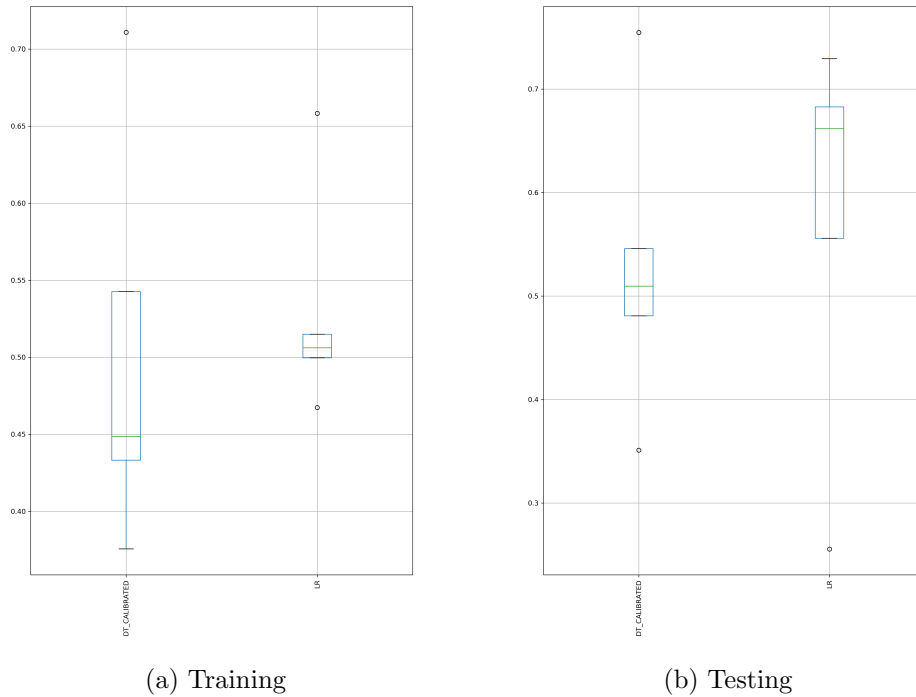 0.70
0.65
0.60
0.55
0.50
0.45
0.40
DT_CALIBRATED
LR
(a) Training
0.7
0.6
0.5
0.4
0.3
DT_CALIBRATED
LR
(b) Testing